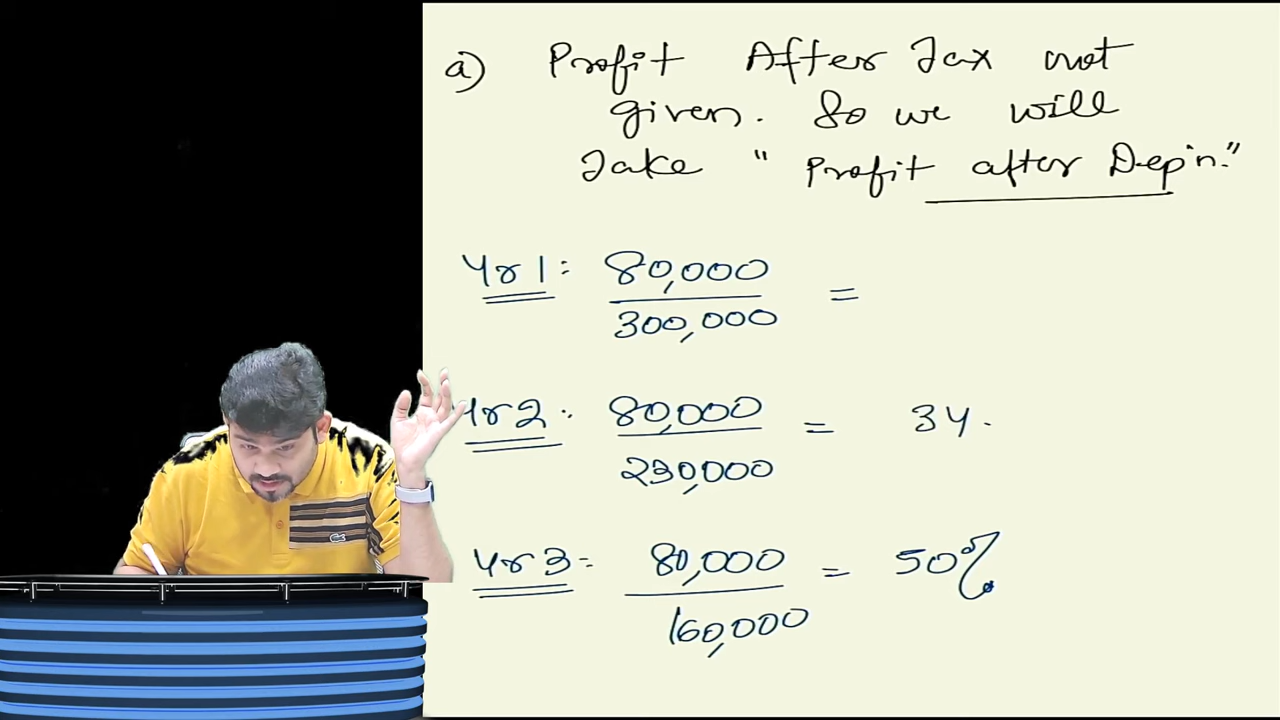 a) Profit After Tax not
given. So we will
Take " Profit after Dep'n."
Yr 1: 80,000 / 300,000 =
Yr 2: 80,000 / 230,000 = 34.
Yr 3: 80,000 / 160,000 = 50%